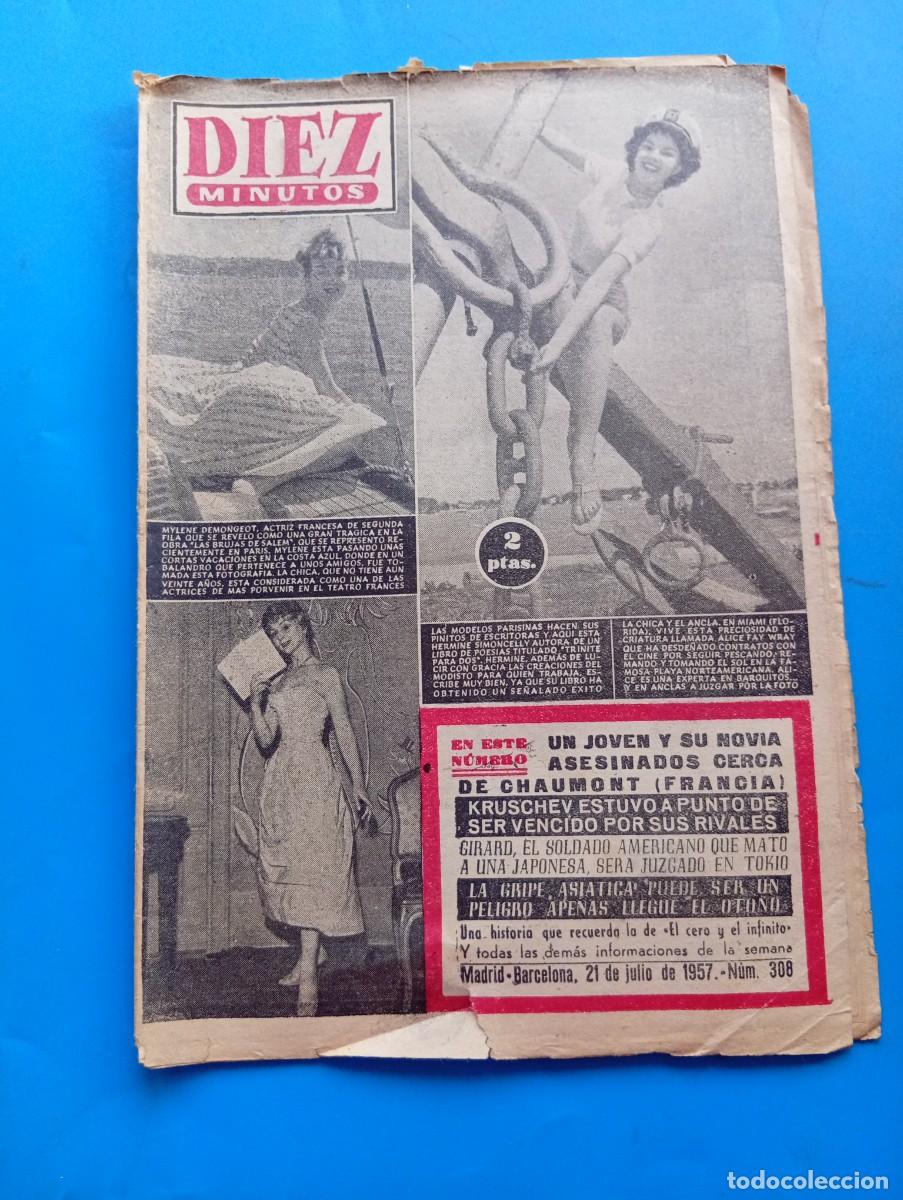 DIEZ
MINUTOS
MYLENE DEMONGEOT, ACTRIZ FRANCESA DE SEGUNDA
FILA QUE SE REVELO COMO UNA GRAN TRAGICA EN LA
OBRA "LAS BRUJAS DE SALEM", QUE SE REPRESENTO RE-
CIENTEMENTE EN PARIS. MYLENE ESTA PASANDO UNAS
CORTAS VACACIONES EN LA COSTA AZUL, DONDE EN UN
BALANDRO QUE PERTENECE A UNOS AMIGOS, FUE TO-
MADA ESTA FOTOGRAFIA. LA CHICA, QUE NO TIENE AUN
VEINTE AÑOS, ESTA CONSIDERADA COMO UNA DE LAS
ACTRICES DE MAS PORVENIR EN EL TEATRO FRANCES
2
ptas.
LAS MODELOS PARISINAS HACEN SUS
PINITOS DE ESCRITORAS Y AQUI ESTA
HERMINE SIMONCELLY AUTORA DE UN
LIBRO DE POESIAS TITULADO "TRINITE
PARA DOS". HERMINE, ADEMAS DE LU-
CIR CON GRACIA LAS CREACIONES DEL
MODISTO PARA QUIEN TRABAJA, ES-
CRIBE MUY BIEN, YA QUE SU LIBRO HA
OBTENIDO UN SEÑALADO EXITO
LA CHICA Y EL ANCLA. EN MIAMI (FLO-
RIDA), VIVE ESTA PRECIOSIDAD DE
CRIATURA LLAMADA ALICE FAY WRAY
QUE HA DESDEÑADO CONTRATOS CON
EL CINE POR SEGUIR PESCANDO, RE-
MANDO Y TOMANDO EL SOL EN LA FA-
MOSA PLAYA NORTEAMERICANA. ALI-
CE ES UNA EXPERTA EN BARQUITOS...
Y EN ANCLAS A JUZGAR POR LA FOTO
EN ESTE
NÚMERO
UN JOVEN Y SU NOVIA
ASESINADOS CERCA
DE CHAUMONT (FRANCIA)
KRUSCHEV ESTUVO A PUNTO DE
SER VENCIDO POR SUS RIVALES
GIRARD, EL SOLDADO AMERICANO QUE MATO
A UNA JAPONESA, SERA JUZGADO EN TOKIO
LA GRIPE ASIATICA PUEDE SER UN
PELIGRO APENAS LLEGUE EL OTOÑO
Una historia que recuerda la de «El cero y el infinito»
Y todas las demás informaciones de la semana
Madrid-Barcelona, 21 de julio de 1957.-Núm. 308
todocoleccion